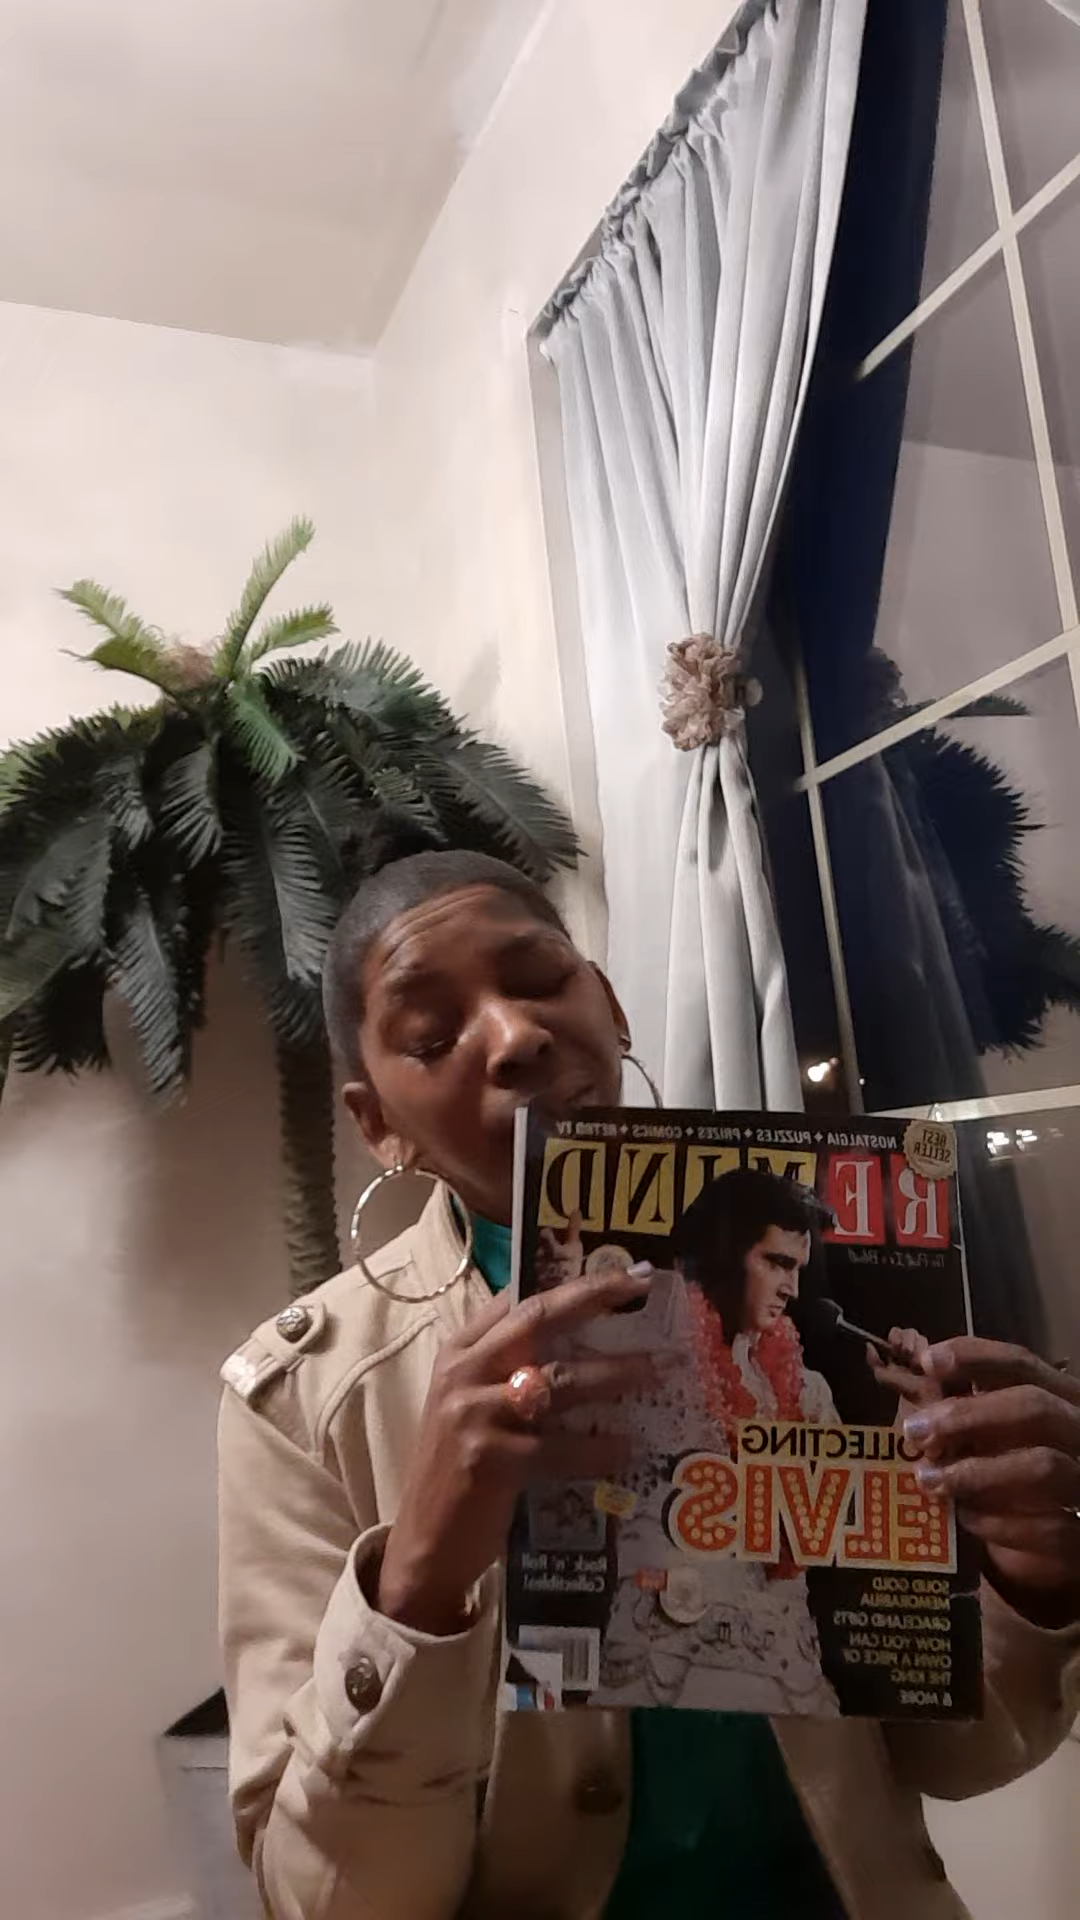 NOSTALGIA ✦ PUZZLES ✦ PRIZES ✦ COMICS ✦ RETRO TV
BEST
SELLER
REMIND
COLLECTING
ELVIS
SOLID GOLD
MEMORABILIA
GRACELAND GIFTS
HOW YOU CAN
OWN A PIECE OF
THE KING
& MORE
Rock 'n' Roll
Collectibles!